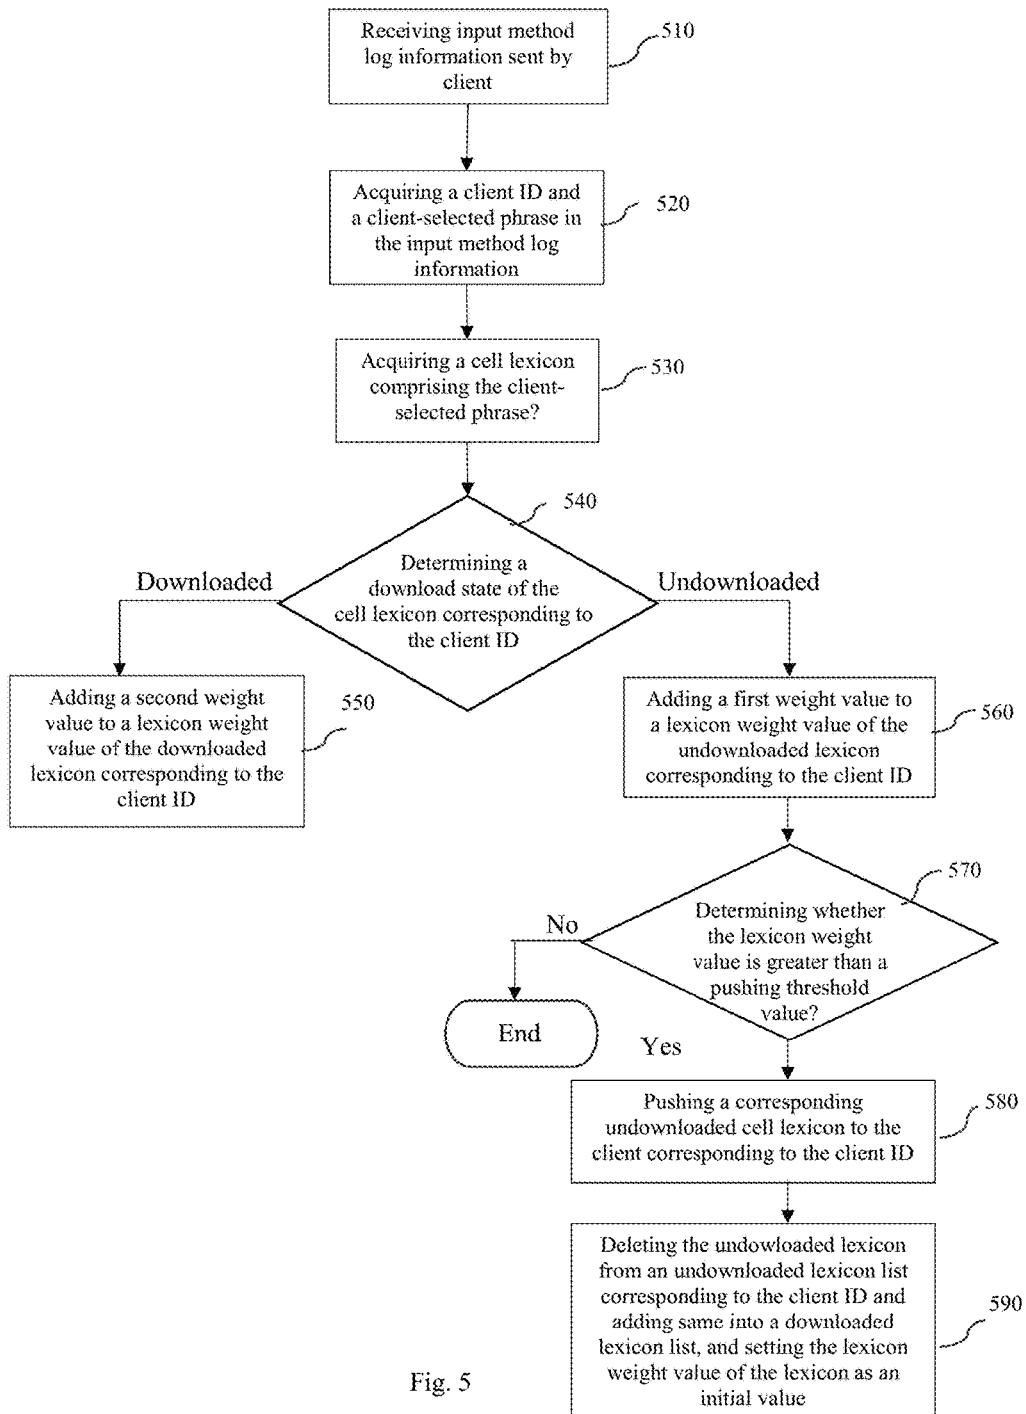 Receiving input method
log information sent by
client
510
Acquiring a client ID and
a client-selected phrase in
the input method log
information
520
Acquiring a cell lexicon
comprising the client-
selected phrase?
530
540
Determining a
download state of the
cell lexicon corresponding to
the client ID
Downloaded
Undownloaded
Adding a second weight
value to a lexicon weight
value of the downloaded
lexicon corresponding to the
client ID
550
Adding a first weight value to
a lexicon weight value of the
undownloaded lexicon
corresponding to the client ID
560
570
Determining whether
the lexicon weight
value is greater than a
pushing threshold
value?
No
End
Yes
Pushing a corresponding
undownloaded cell lexicon to the
client corresponding to the client ID
580
Deleting the undowloaded lexicon
from an undownloaded lexicon list
corresponding to the client ID and
adding same into a downloaded
lexicon list, and setting the lexicon
weight value of the lexicon as an
initial value
590
Fig. 5